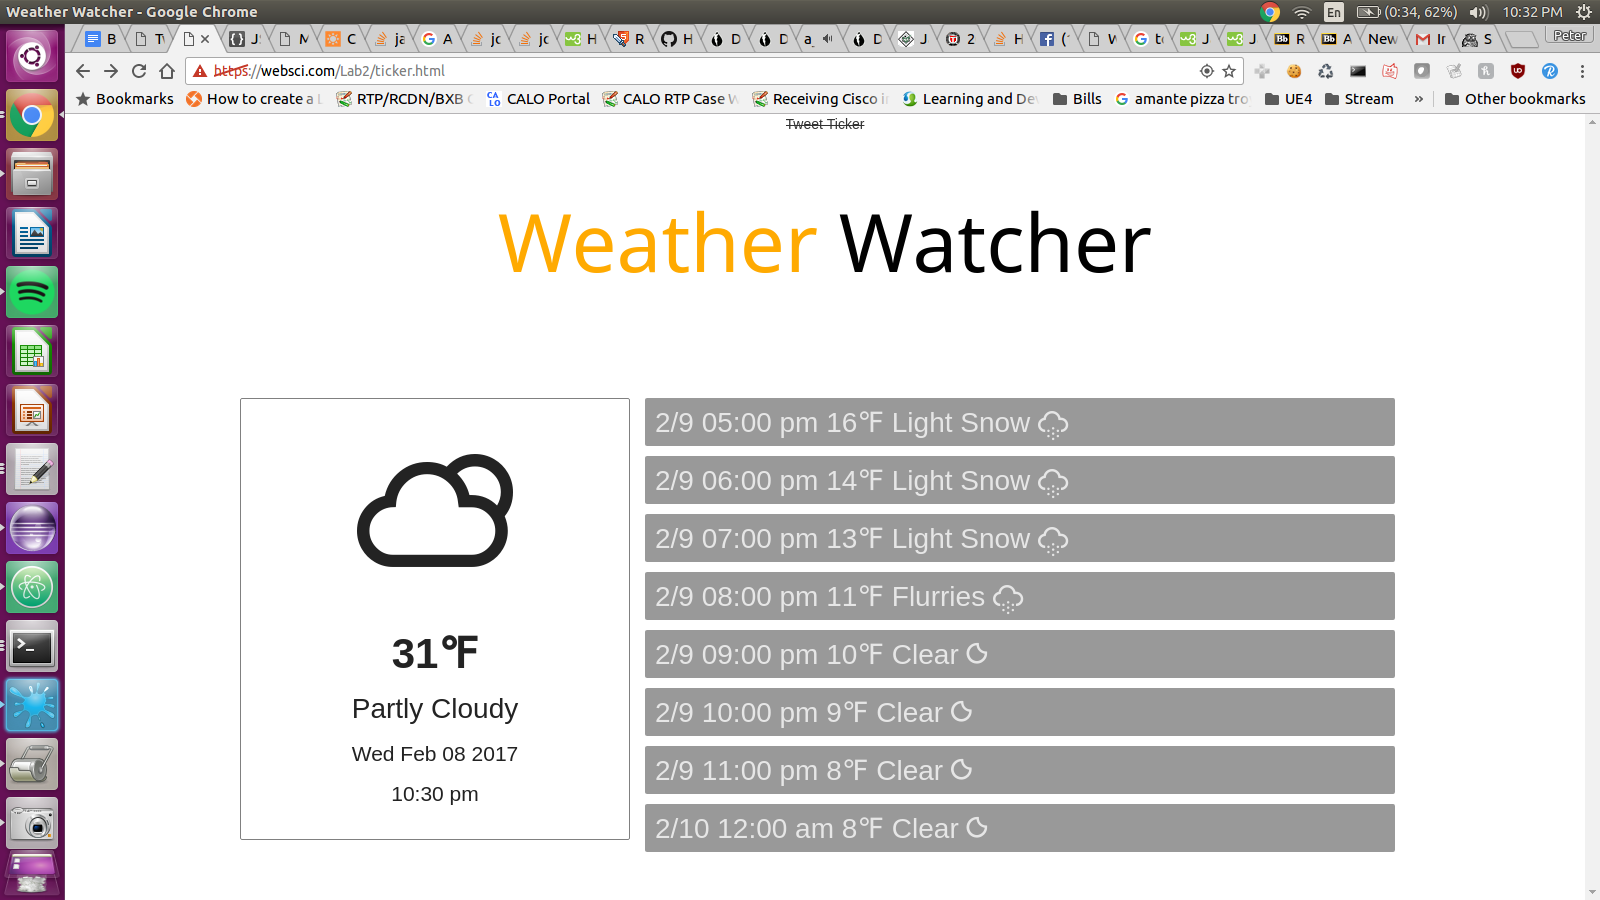 Weather Watcher - Google Chrome
En (0:34, 62%) 10:32 PM
B T J M C ja A jc jc H R H D D a D J 2 H f ( W t J J Bb R Bb A New Ir S Peter
https://websci.com/Lab2/ticker.html
Bookmarks How to create a RTP/RCDN/BXB CALO Portal CALO RTP Case Receiving Cisco Learning and De Bills amante pizza tro UE4 Stream » Other bookmarks
Tweet Ticker
Weather Watcher
31℉
Partly Cloudy
Wed Feb 08 2017
10:30 pm
2/9 05:00 pm 16℉ Light Snow
2/9 06:00 pm 14℉ Light Snow
2/9 07:00 pm 13℉ Light Snow
2/9 08:00 pm 11℉ Flurries
2/9 09:00 pm 10℉ Clear
2/9 10:00 pm 9℉ Clear
2/9 11:00 pm 8℉ Clear
2/10 12:00 am 8℉ Clear